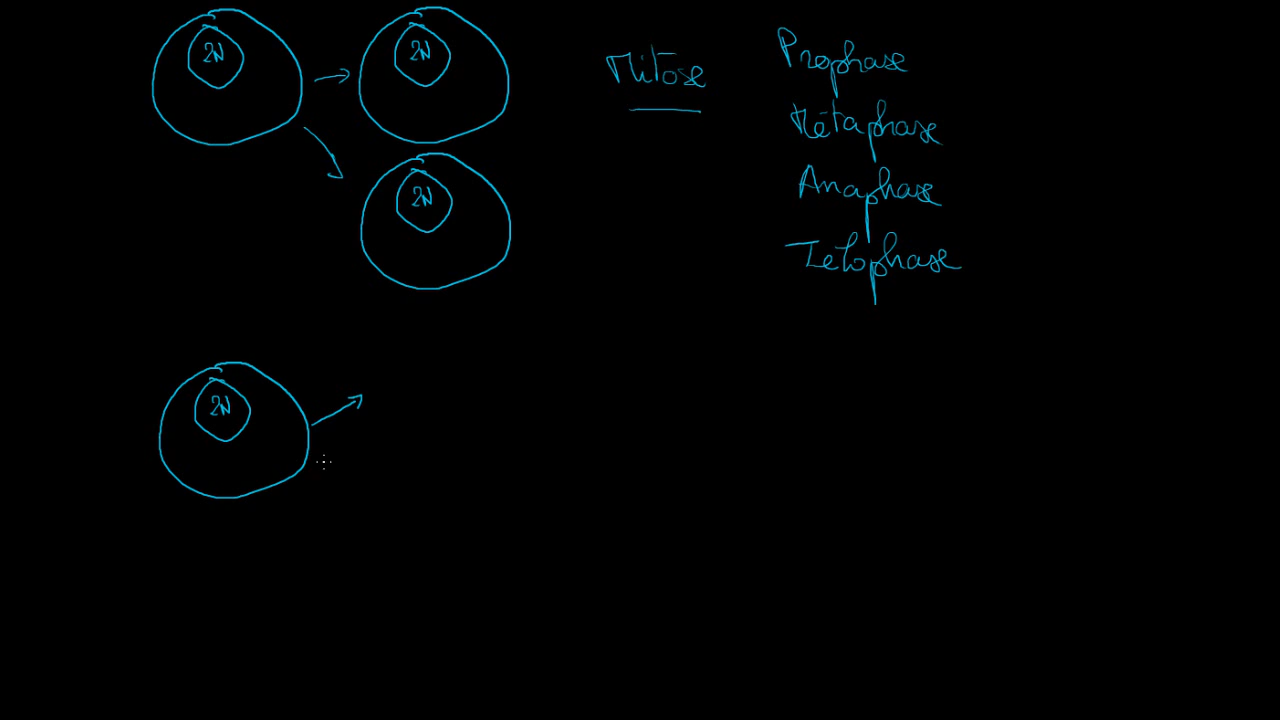 2N
2N
Mitose
Prophase
Métaphase
Anaphase
2N
Télophase
2N